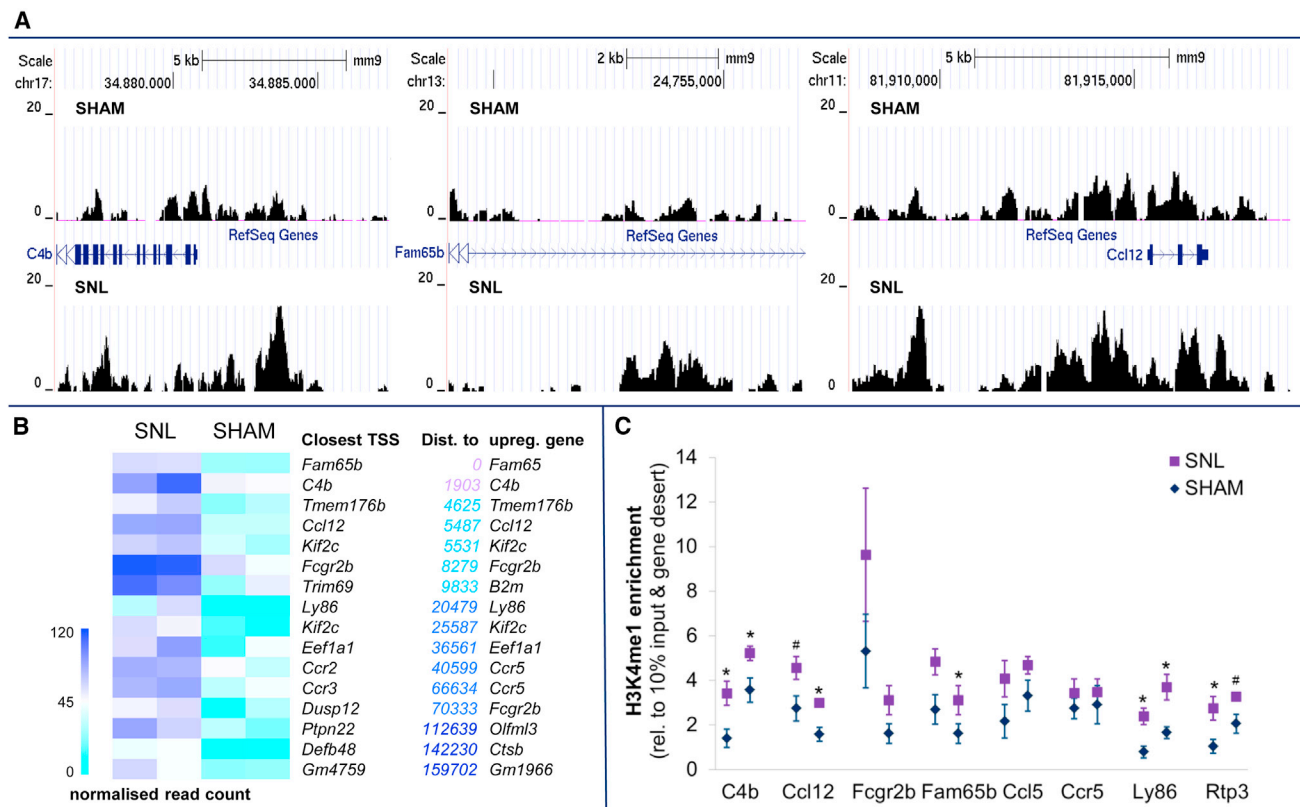 A
Scale 5 kb mm9
chr17: 34,880,000 34,885,000
20
SHAM
0
RefSeq Genes
C4b
20
SNL
0
Scale 2 kb mm9
chr13: 24,755,000
20
SHAM
0
RefSeq Genes
Fam65b
20
SNL
0
Scale 5 kb mm9
chr11: 81,910,000 81,915,000
20
SHAM
0
RefSeq Genes
Ccl12
20
SNL
0
B
SNL SHAM Closest TSS Dist. to upreg. gene
Fam65b 0 Fam65
C4b 1903 C4b
Tmem176b 4625 Tmem176b
Ccl12 5487 Ccl12
Kif2c 5531 Kif2c
Fcgr2b 8279 Fcgr2b
Trim69 9833 B2m
Ly86 20479 Ly86
Kif2c 25587 Kif2c
Eef1a1 36561 Eef1a1
Ccr2 40599 Ccr5
Ccr3 66634 Ccr5
Dusp12 70333 Fcgr2b
Ptpn22 112639 Olfml3
Defb48 142230 Ctsb
Gm4759 159702 Gm1966
120
45
0
normalised read count
C
H3K4me1 enrichment
(rel. to 10% input & gene desert)
14
12
10
8
6
4
2
0
SNL
SHAM
* * # * * * * * #
C4b Ccl12 Fcgr2b Fam65b Ccl5 Ccr5 Ly86 Rtp3